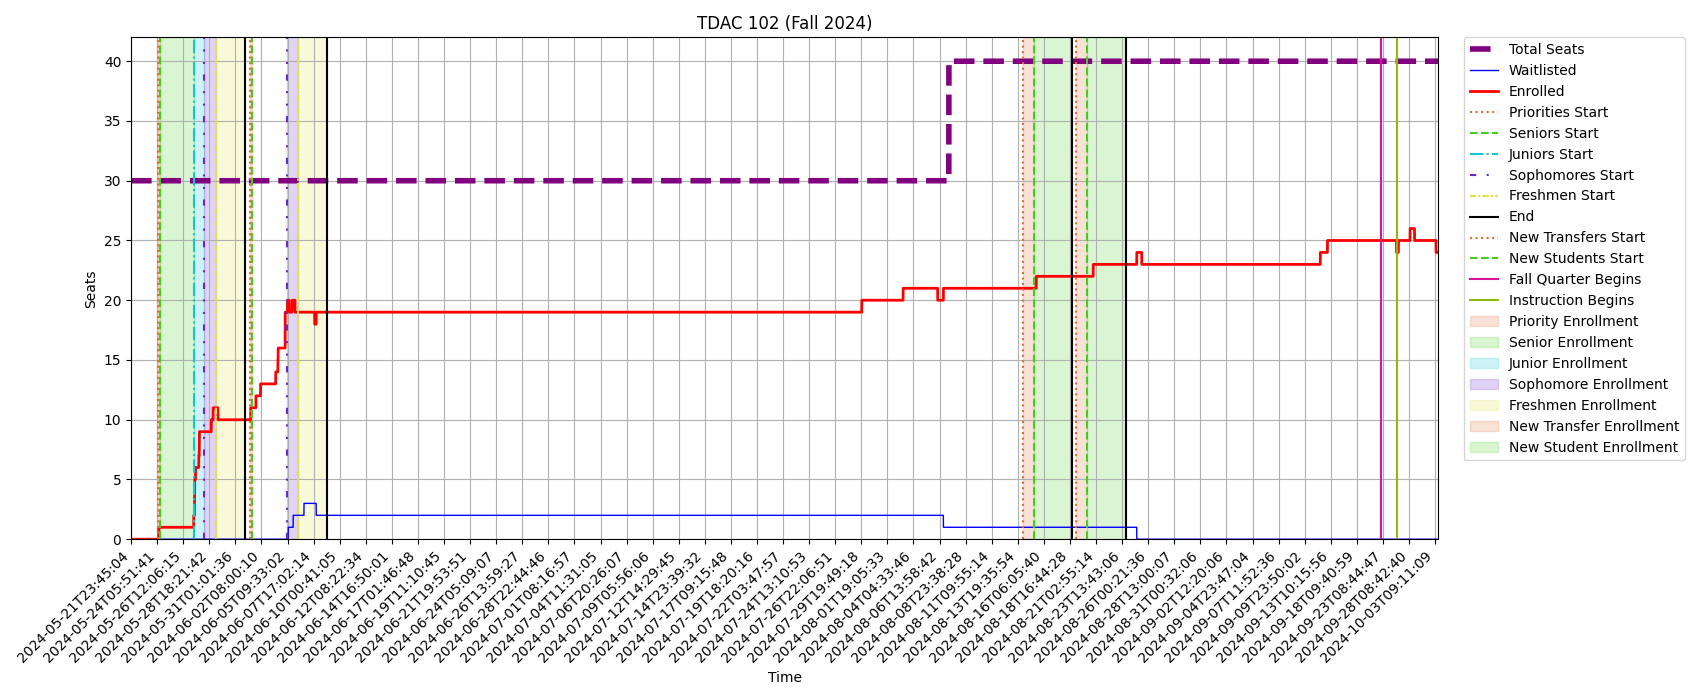 TDAC 102 (Fall 2024)
Seats
40
35
30
25
20
15
10
5
0
2024-05-21T23:45:04
2024-05-24T05:51:41
2024-05-26T12:06:15
2024-05-28T18:21:42
2024-05-31T01:01:36
2024-06-02T08:00:10
2024-06-05T09:33:02
2024-06-07T17:02:14
2024-06-10T00:41:05
2024-06-12T08:22:34
2024-06-14T16:50:01
2024-06-17T01:46:48
2024-06-19T11:10:45
2024-06-21T19:53:51
2024-06-24T05:09:07
2024-06-26T13:59:27
2024-06-28T22:44:46
2024-07-01T08:16:57
2024-07-04T11:31:05
2024-07-06T20:26:07
2024-07-09T05:56:06
2024-07-12T14:29:45
2024-07-14T23:39:32
2024-07-17T09:15:48
2024-07-19T18:20:16
2024-07-22T03:47:57
2024-07-24T13:10:53
2024-07-26T22:06:51
2024-07-29T19:49:18
2024-08-01T19:05:33
2024-08-04T04:33:46
2024-08-06T13:58:42
2024-08-08T23:38:28
2024-08-11T09:55:14
2024-08-13T19:35:54
2024-08-16T06:05:40
2024-08-18T16:44:28
2024-08-21T02:55:14
2024-08-23T13:43:06
2024-08-26T00:21:36
2024-08-28T13:00:07
2024-08-31T00:32:06
2024-09-02T12:20:06
2024-09-04T23:47:04
2024-09-07T11:52:36
2024-09-09T23:50:02
2024-09-13T10:15:56
2024-09-18T09:40:59
2024-09-23T08:44:47
2024-09-28T08:42:40
2024-10-03T09:11:09
Time
Total Seats
Waitlisted
Enrolled
Priorities Start
Seniors Start
Juniors Start
Sophomores Start
Freshmen Start
End
New Transfers Start
New Students Start
Fall Quarter Begins
Instruction Begins
Priority Enrollment
Senior Enrollment
Junior Enrollment
Sophomore Enrollment
Freshmen Enrollment
New Transfer Enrollment
New Student Enrollment